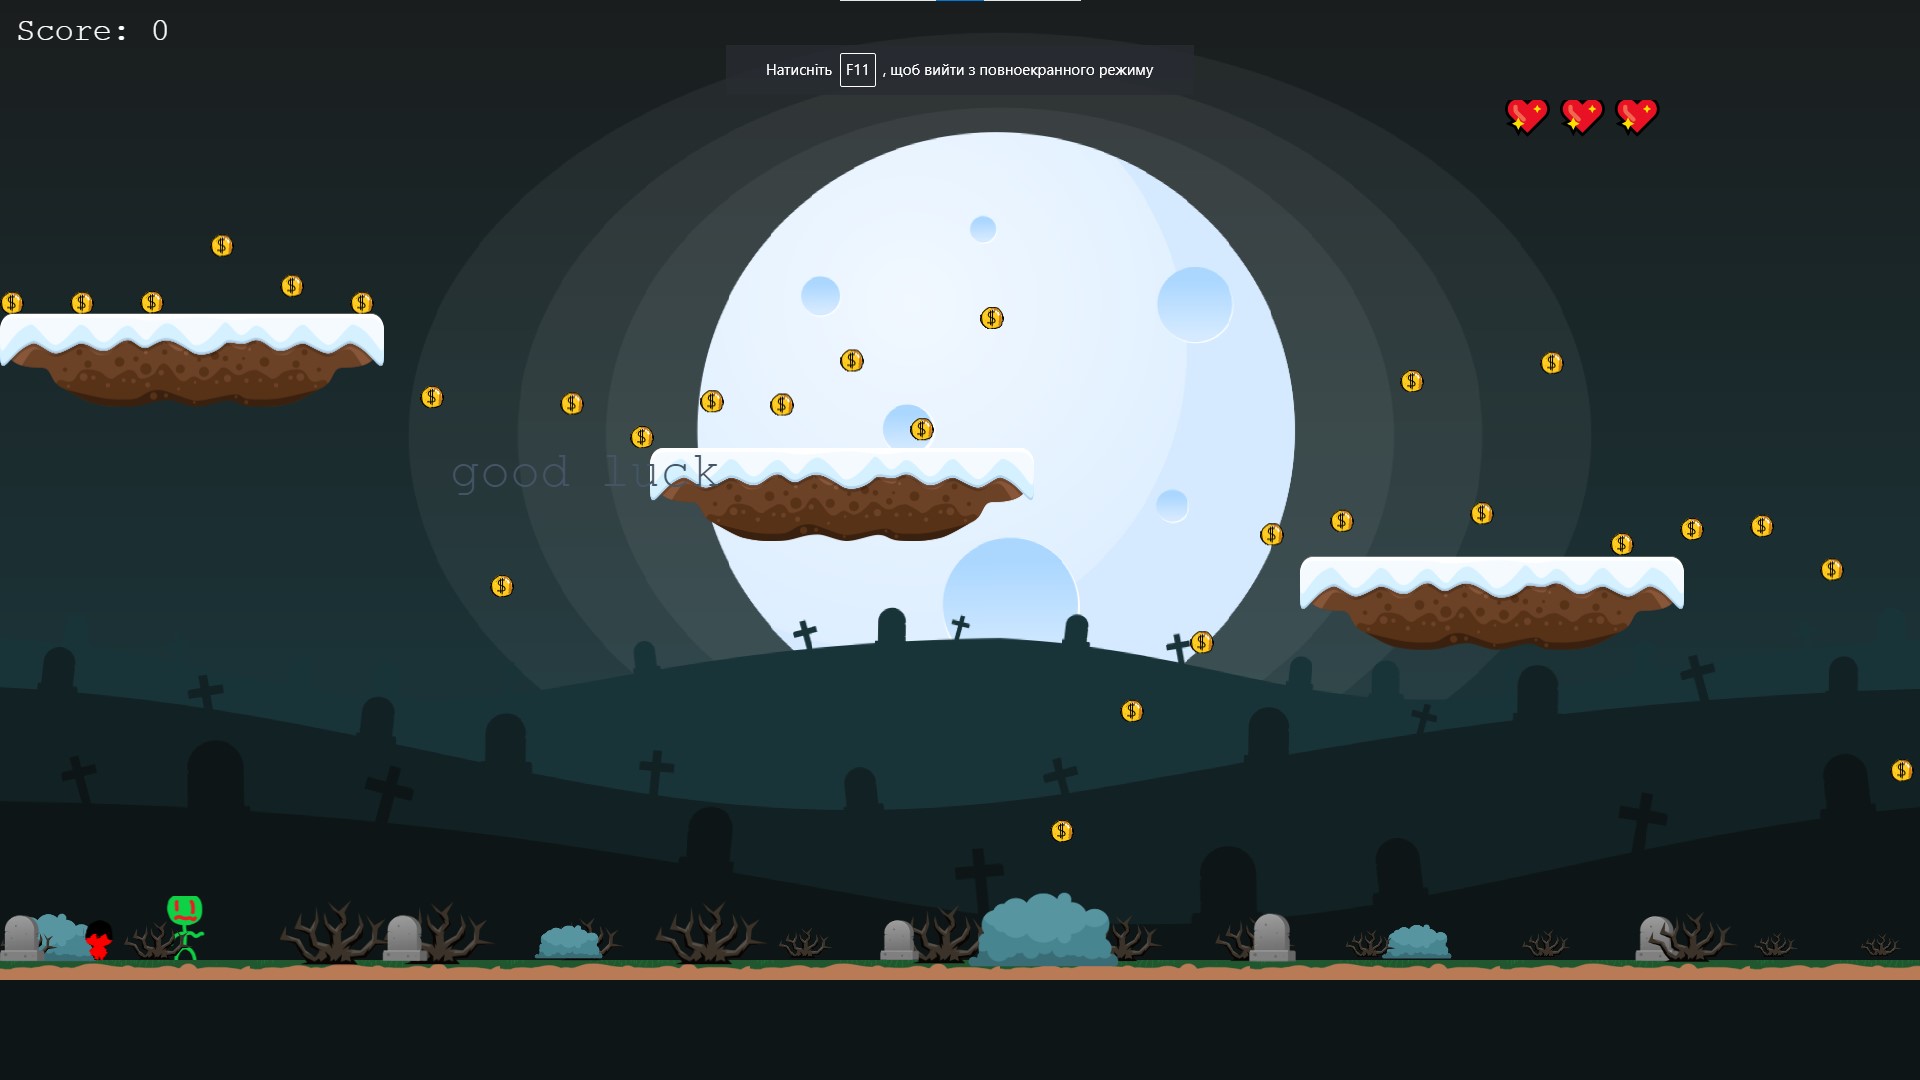 Score: 0
Натисніть F11 , щоб вийти з повноекранного режиму
good luck